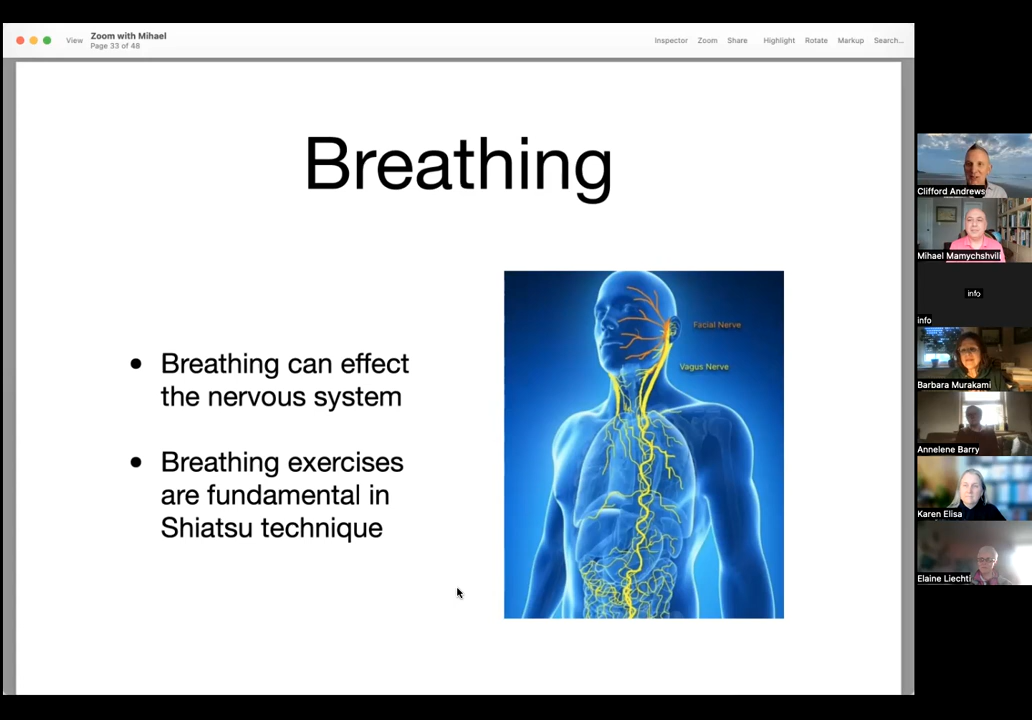 View
Zoom with Mihael
Page 33 of 48
Inspector Zoom Share Highlight Rotate Markup Search...
Breathing
• Breathing can effect
the nervous system
• Breathing exercises
are fundamental in
Shiatsu technique
Facial Nerve
Vagus Nerve
Clifford Andrews
Mihael Mamychshvili
info
info
Barbara Murakami
Annelene Barry
Karen Elisa
Elaine Liechti